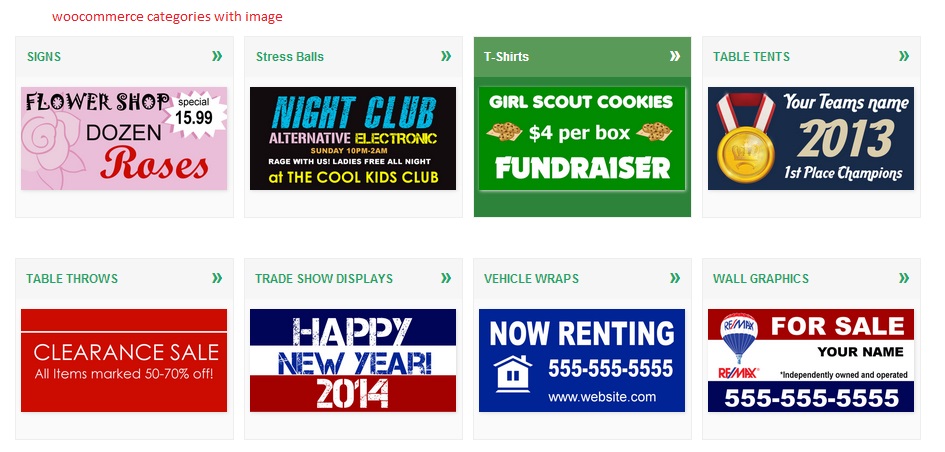 woocommerce categories with image
SIGNS »
FLOWER SHOP
special
15.99
DOZEN
Roses
Stress Balls »
NIGHT CLUB
ALTERNATIVE ELECTRONIC
SUNDAY 10PM-2AM
RAGE WITH US! LADIES FREE ALL NIGHT
at THE COOL KIDS CLUB
T-Shirts »
GIRL SCOUT COOKIES
$4 per box
FUNDRAISER
TABLE TENTS »
Your Teams name
2013
1st Place Champions
TABLE THROWS »
CLEARANCE SALE
All Items marked 50-70% off!
TRADE SHOW DISPLAYS »
HAPPY
NEW YEAR!
2014
VEHICLE WRAPS »
NOW RENTING
555-555-5555
www.website.com
WALL GRAPHICS »
RE/MAX
FOR SALE
YOUR NAME
RE/MAX
*Independently owned and operated
555-555-5555